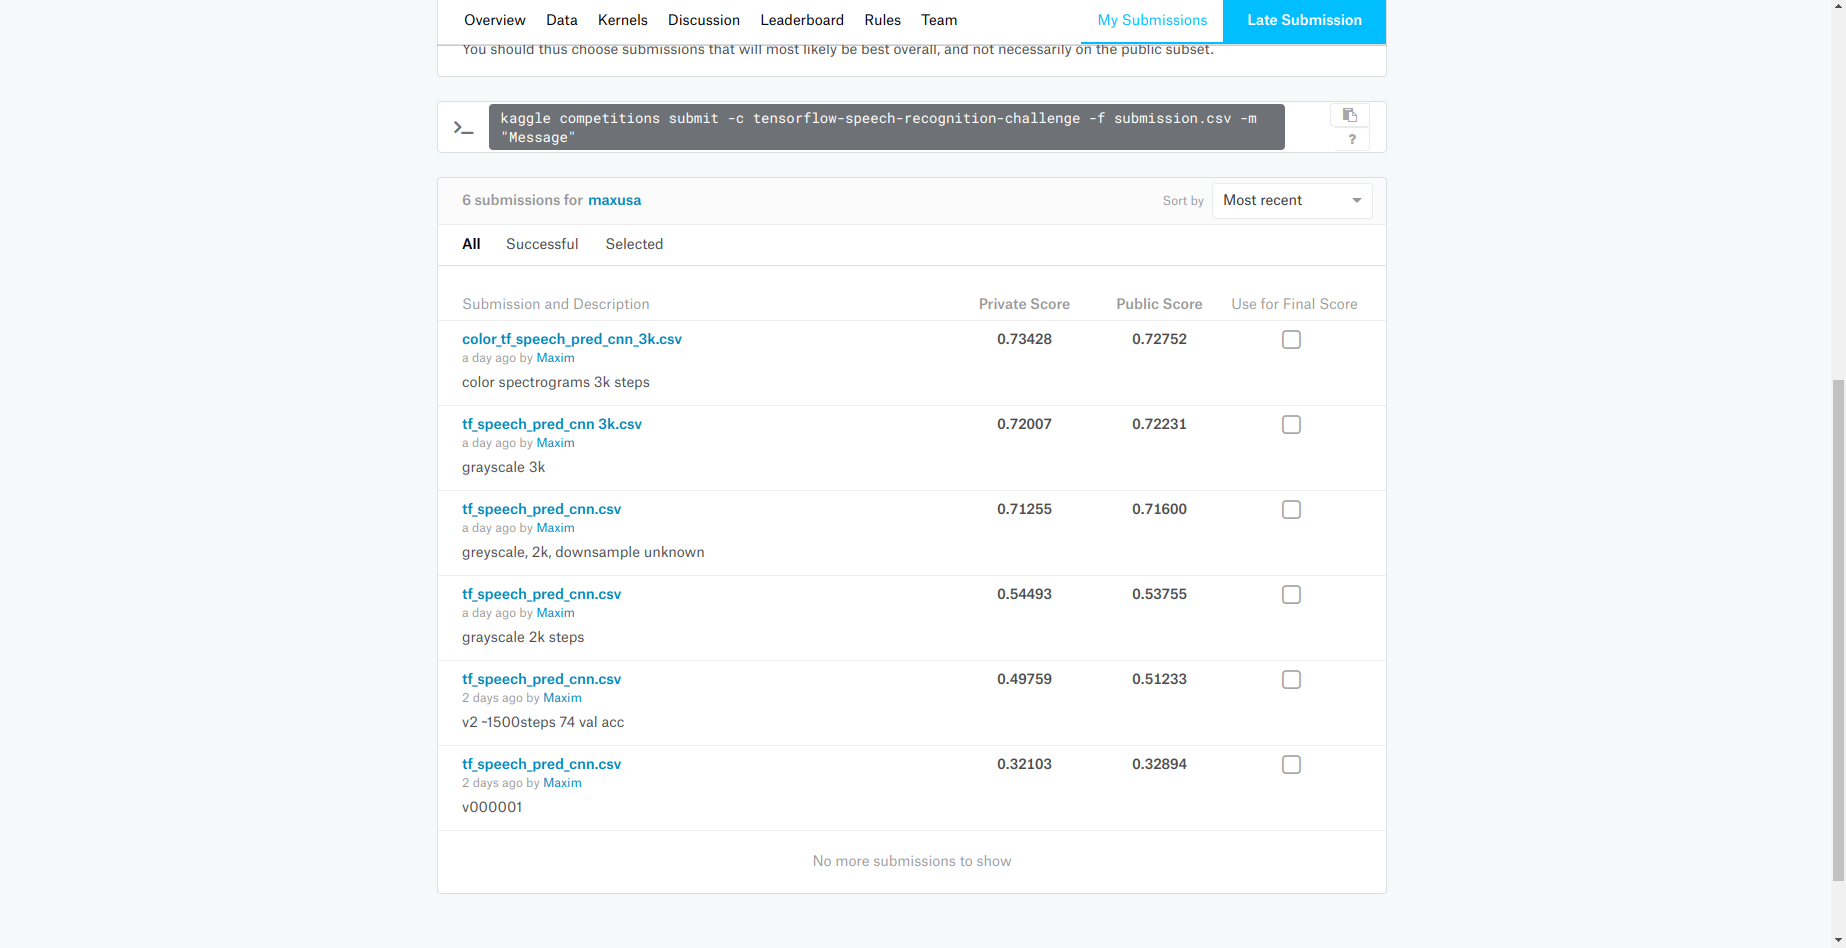 Overview Data Kernels Discussion Leaderboard Rules Team My Submissions Late Submission
You should thus choose submissions that will most likely be best overall, and not necessarily on the public subset.
>_ kaggle competitions submit -c tensorflow-speech-recognition-challenge -f submission.csv -m
"Message"
?
6 submissions for maxusa Sort by Most recent
All Successful Selected
Submission and Description Private Score Public Score Use for Final Score
color_tf_speech_pred_cnn_3k.csv 0.73428 0.72752
a day ago by Maxim
color spectrograms 3k steps
tf_speech_pred_cnn 3k.csv 0.72007 0.72231
a day ago by Maxim
grayscale 3k
tf_speech_pred_cnn.csv 0.71255 0.71600
a day ago by Maxim
greyscale, 2k, downsample unknown
tf_speech_pred_cnn.csv 0.54493 0.53755
a day ago by Maxim
grayscale 2k steps
tf_speech_pred_cnn.csv 0.49759 0.51233
2 days ago by Maxim
v2 ~1500steps 74 val acc
tf_speech_pred_cnn.csv 0.32103 0.32894
2 days ago by Maxim
v000001
No more submissions to show